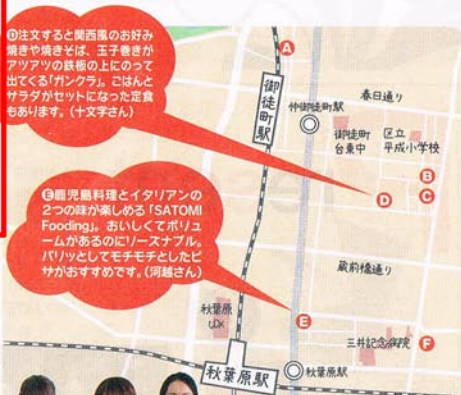 Ⓓ注文すると関西風のお好み
焼きや焼きそば、玉子巻きが
アツアツの鉄板の上にのって
出てくる「ガンクラ」。ごはんと
サラダがセットになった定食
もあります。(十文字さん)
Ⓔ鹿児島料理とイタリアンの
2つの味が楽しめる「SATOMI
Fooding」。おいしくてボリュ
ームがあるのにリーズナブル。
パリッとしてモチモチとしたピ
ザがおすすめです。(河越さん)
A
御徒町駅
仲御徒町駅
春日通り
御徒町
台東中
区立
平成小学校
B
C
D
蔵前橋通り
E
秋葉原
UDX
三井記念病院
F
秋葉原駅
秋葉原駅